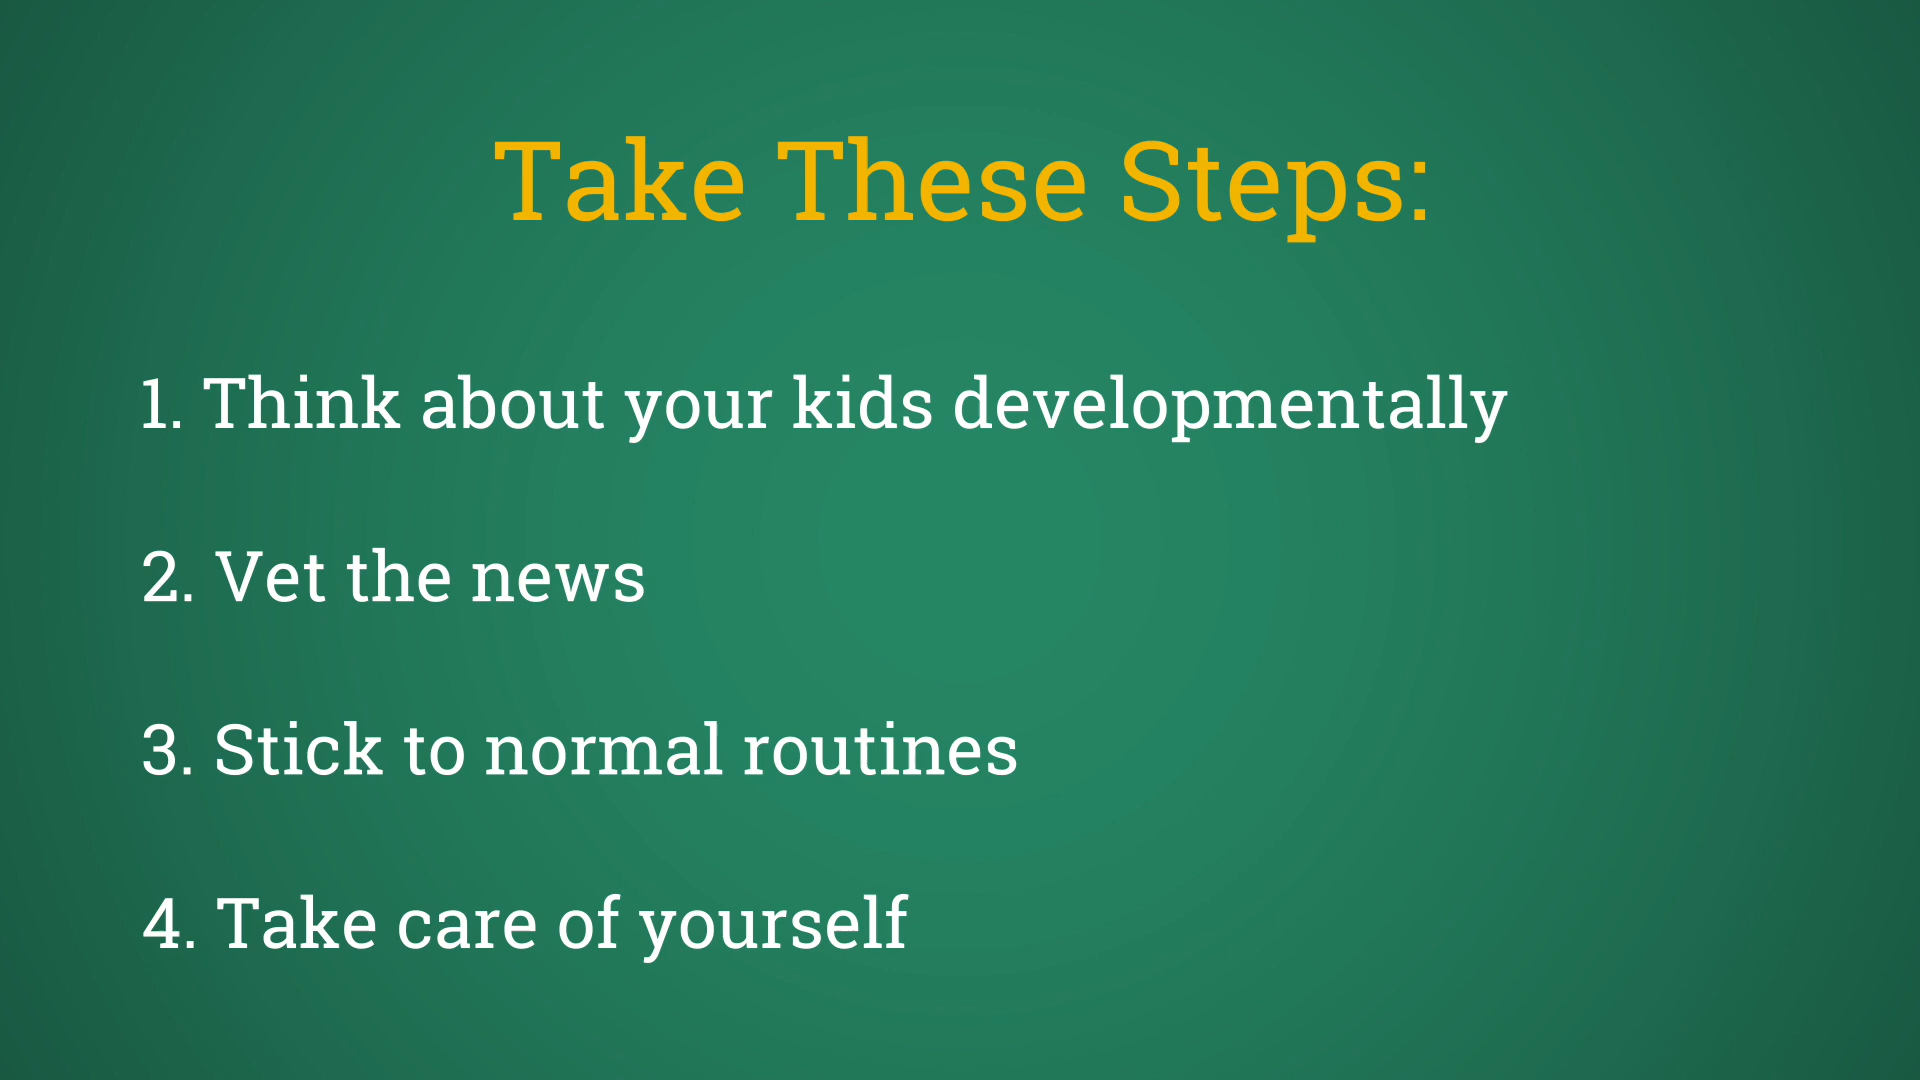 Take These Steps:
1. Think about your kids developmentally
2. Vet the news
3. Stick to normal routines
4. Take care of yourself